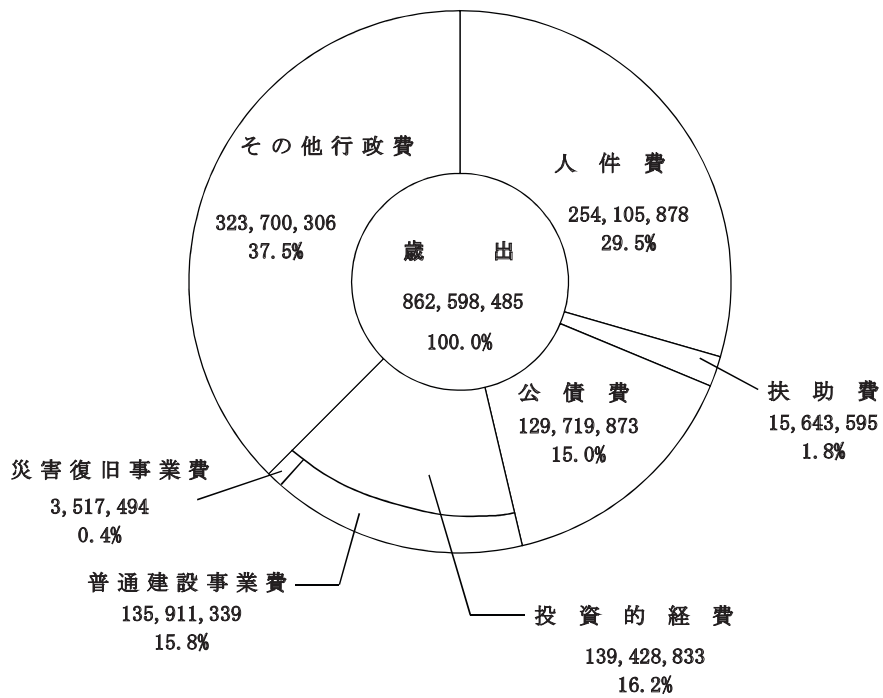 その他行政費
323,700,306
37.5%
人件費
254,105,878
29.5%
歳出
862,598,485
100.0%
扶助費
15,643,595
1.8%
公債費
129,719,873
15.0%
災害復旧事業費
3,517,494
0.4%
普通建設事業費
135,911,339
15.8%
投資的経費
139,428,833
16.2%